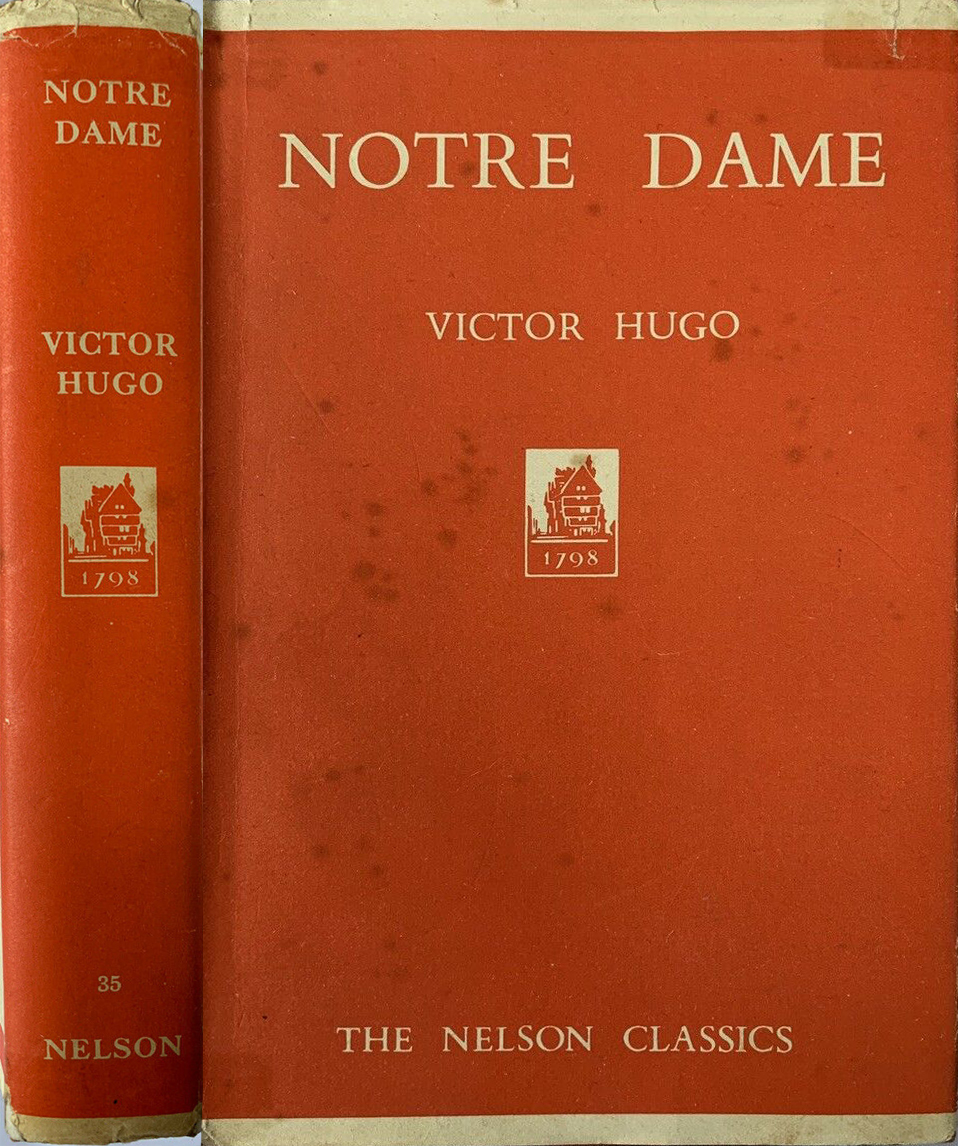 NOTRE
DAME
VICTOR
HUGO
1798
35
NELSON
NOTRE DAME
VICTOR HUGO
1798
THE NELSON CLASSICS